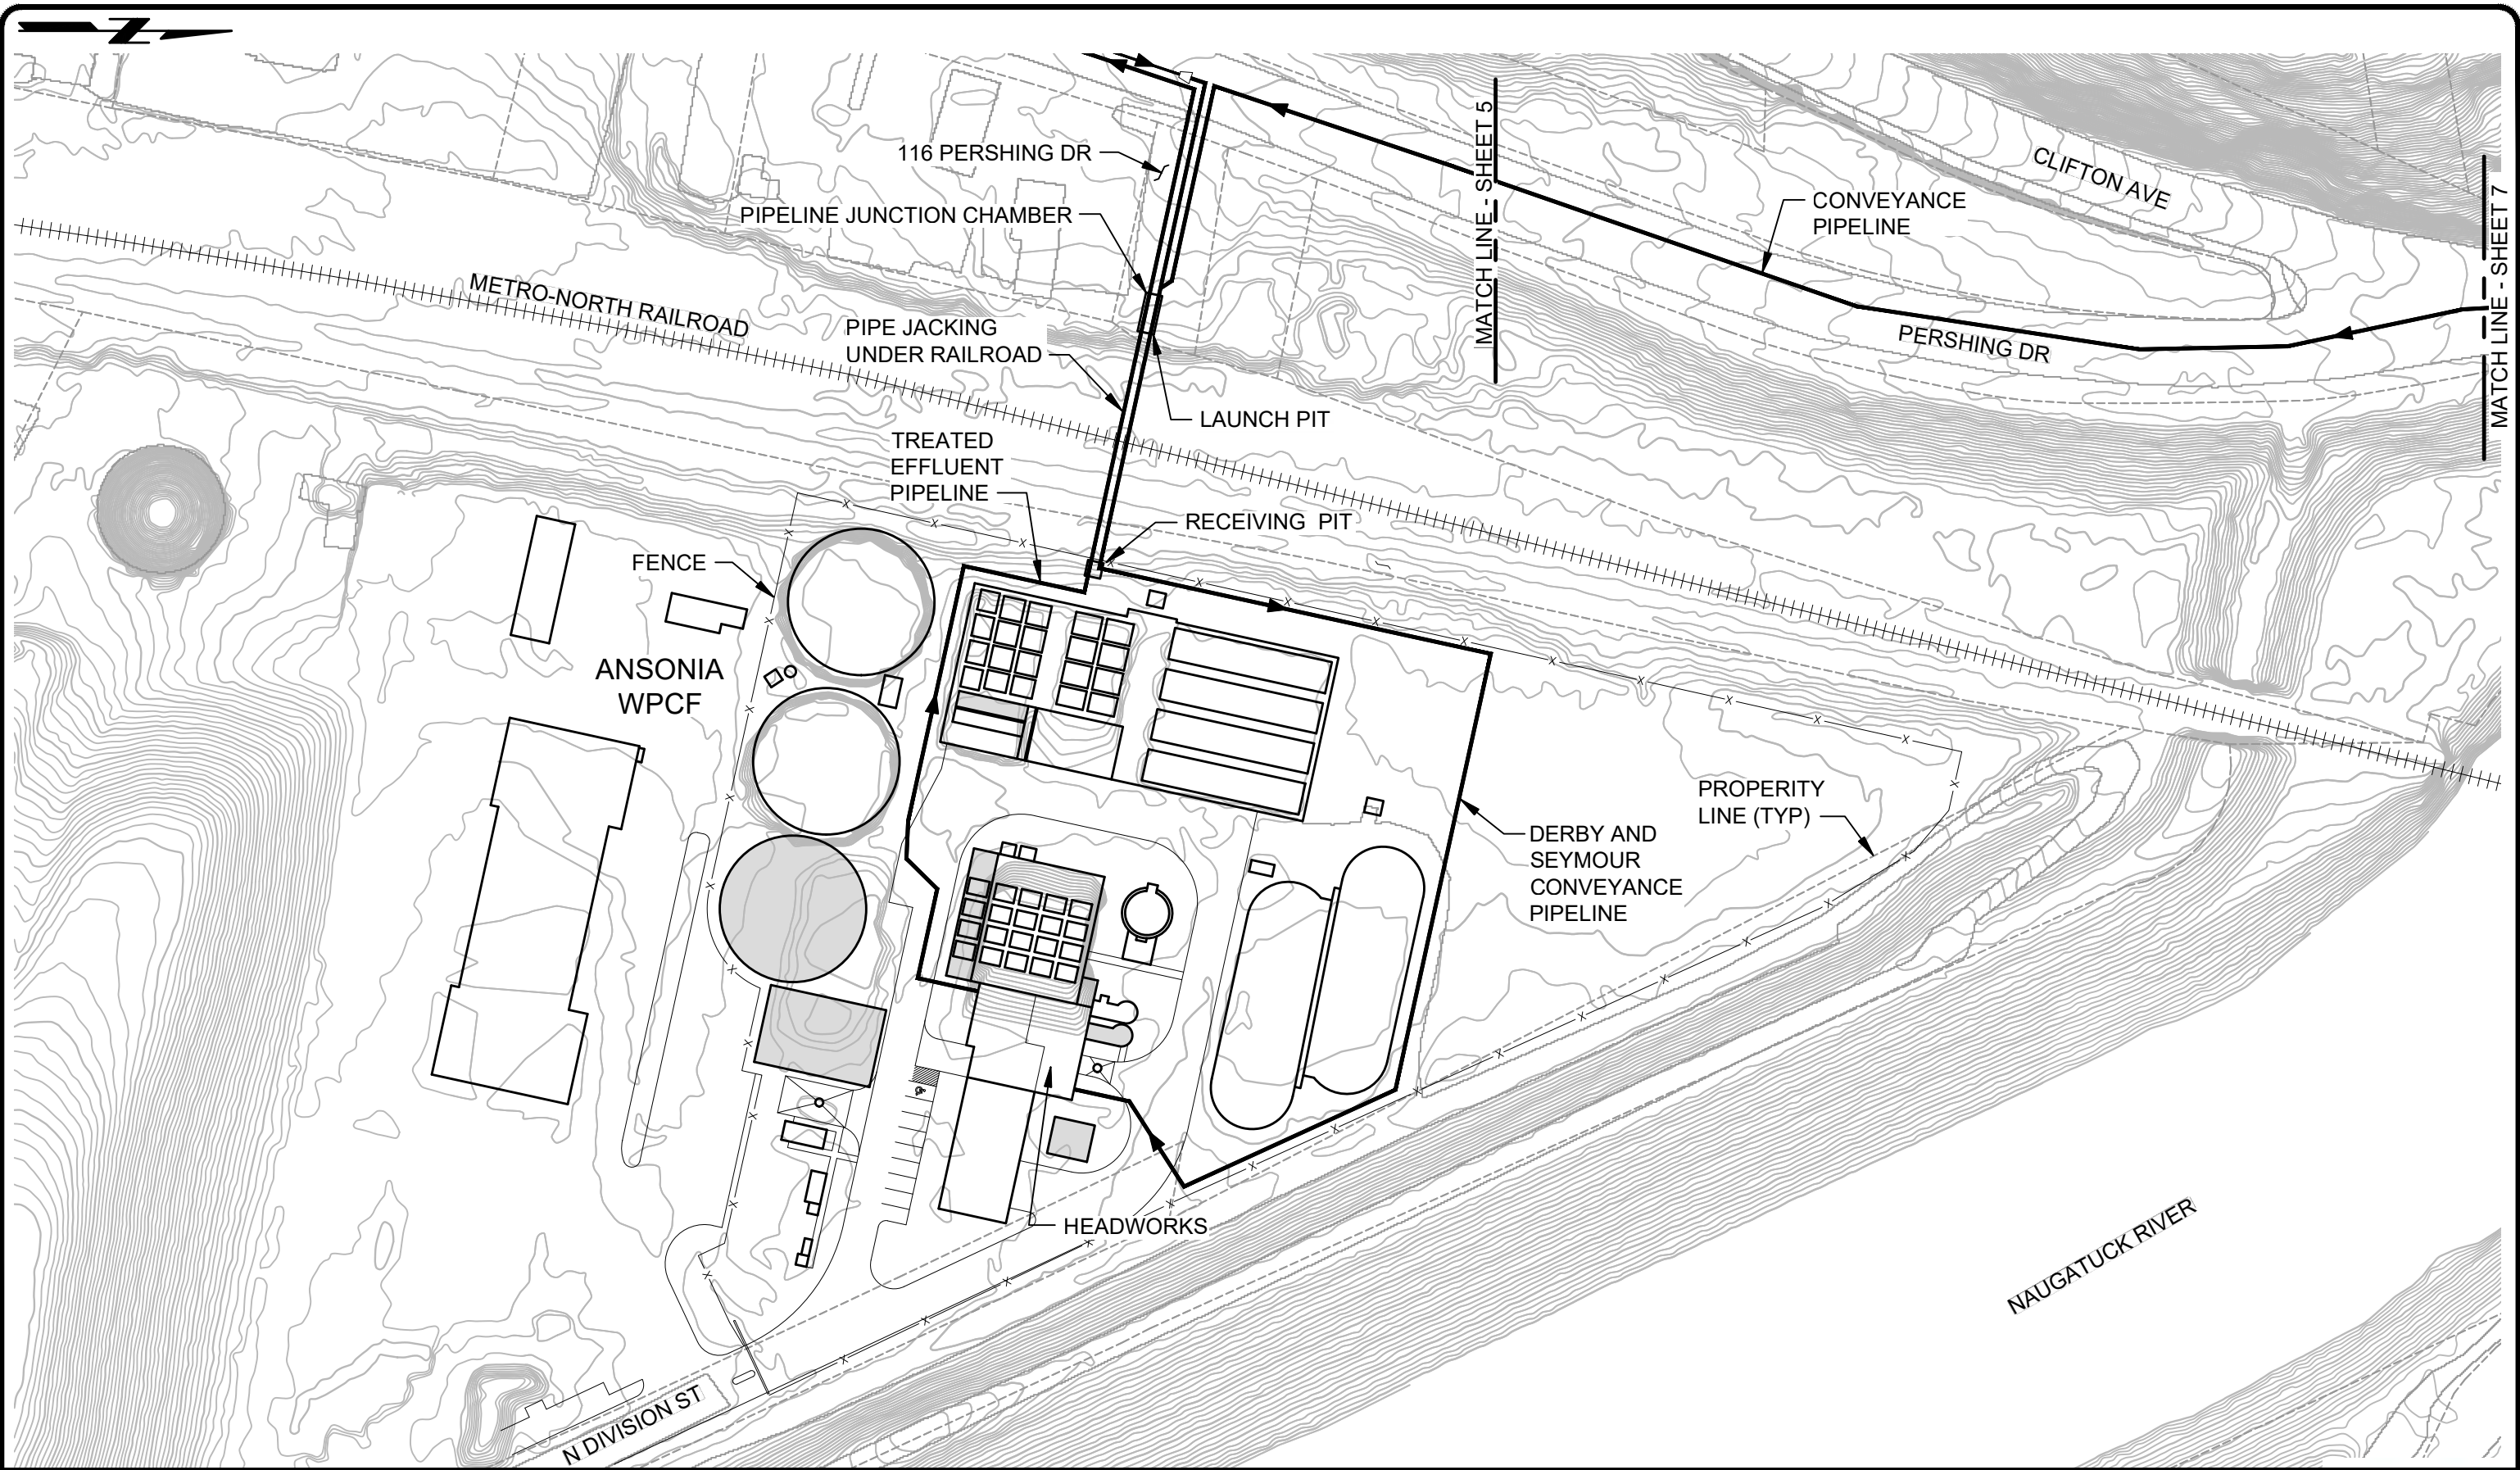 116 PERSHING DR
PIPELINE JUNCTION CHAMBER
METRO-NORTH RAILROAD
PIPE JACKING
UNDER RAILROAD
LAUNCH PIT
TREATED
EFFLUENT
PIPELINE
RECEIVING PIT
FENCE
ANSONIA
WPCF
MATCH LINE - SHEET 5
CONVEYANCE
PIPELINE
CLIFTON AVE
PERSHING DR
MATCH LINE - SHEET 7
PROPERITY
LINE (TYP)
DERBY AND
SEYMOUR
CONVEYANCE
PIPELINE
HEADWORKS
NAUGATUCK RIVER
N DIVISION ST